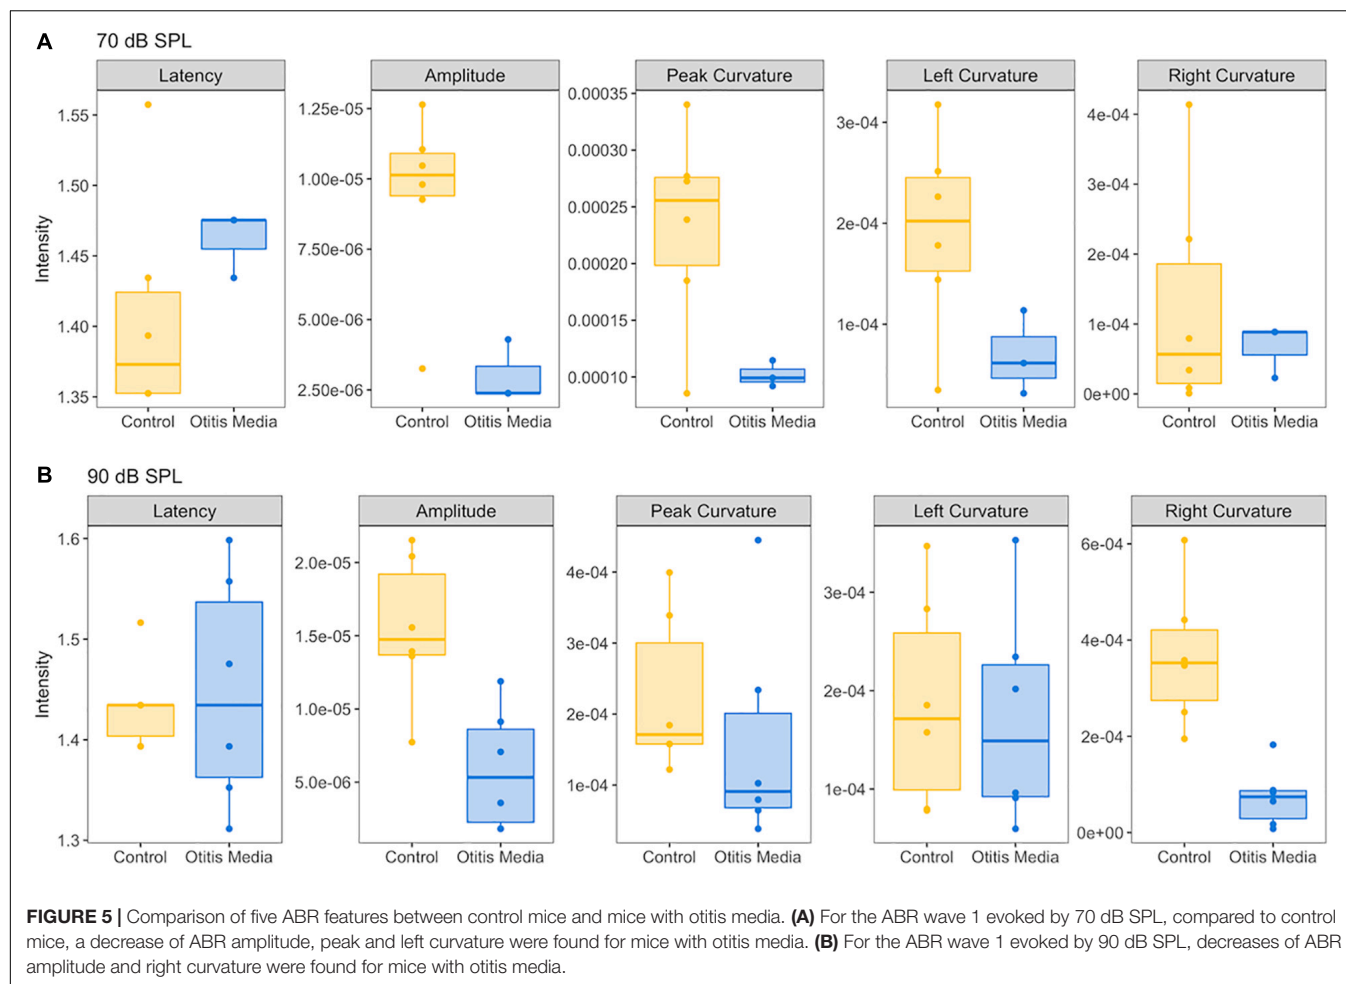 A 70 dB SPL
Latency Amplitude Peak Curvature Left Curvature Right Curvature
Intensity
1.55
1.50
1.45
1.40
1.35
1.25e-05
1.00e-05
7.50e-06
5.00e-06
2.50e-06
0.00035
0.00030
0.00025
0.00020
0.00015
0.00010
3e-04
2e-04
1e-04
4e-04
3e-04
2e-04
1e-04
0e+00
Control Otitis Media Control Otitis Media Control Otitis Media Control Otitis Media Control Otitis Media
B 90 dB SPL
Latency Amplitude Peak Curvature Left Curvature Right Curvature
Intensity
1.6
1.5
1.4
1.3
2.0e-05
1.5e-05
1.0e-05
5.0e-06
4e-04
3e-04
2e-04
1e-04
3e-04
2e-04
1e-04
6e-04
4e-04
2e-04
0e+00
Control Otitis Media Control Otitis Media Control Otitis Media Control Otitis Media Control Otitis Media
FIGURE 5 | Comparison of five ABR features between control mice and mice with otitis media. (A) For the ABR wave 1 evoked by 70 dB SPL, compared to control
mice, a decrease of ABR amplitude, peak and left curvature were found for mice with otitis media. (B) For the ABR wave 1 evoked by 90 dB SPL, decreases of ABR
amplitude and right curvature were found for mice with otitis media.